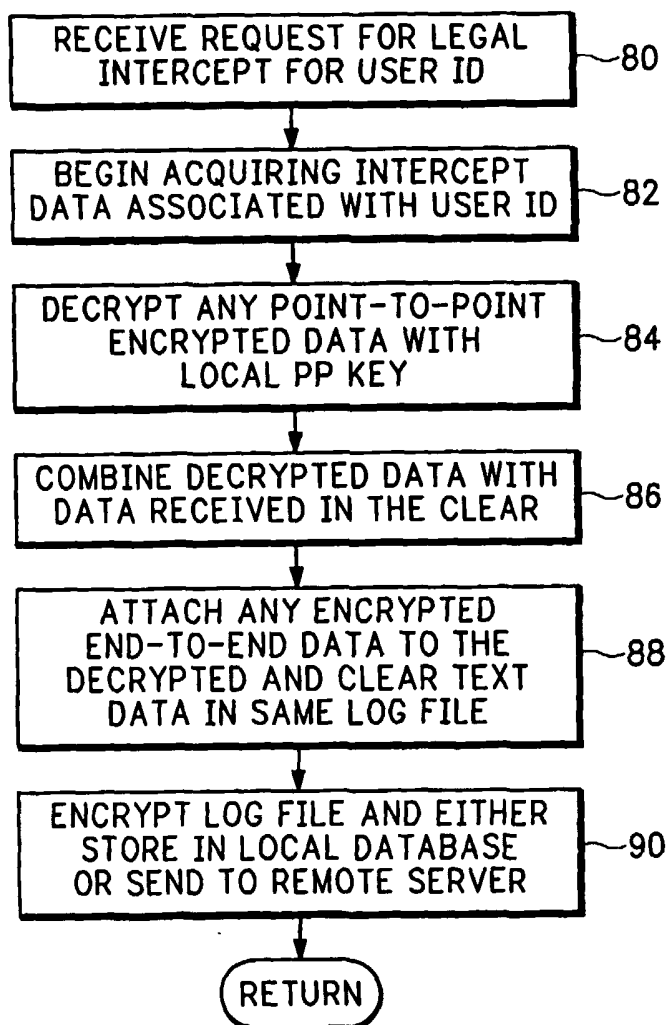 RECEIVE REQUEST FOR LEGAL
INTERCEPT FOR USER ID
80
BEGIN ACQUIRING INTERCEPT
DATA ASSOCIATED WITH USER ID
82
DECRYPT ANY POINT-TO-POINT
ENCRYPTED DATA WITH
LOCAL PP KEY
84
COMBINE DECRYPTED DATA WITH
DATA RECEIVED IN THE CLEAR
86
ATTACH ANY ENCRYPTED
END-TO-END DATA TO THE
DECRYPTED AND CLEAR TEXT
DATA IN SAME LOG FILE
88
ENCRYPT LOG FILE AND EITHER
STORE IN LOCAL DATABASE
OR SEND TO REMOTE SERVER
90
RETURN